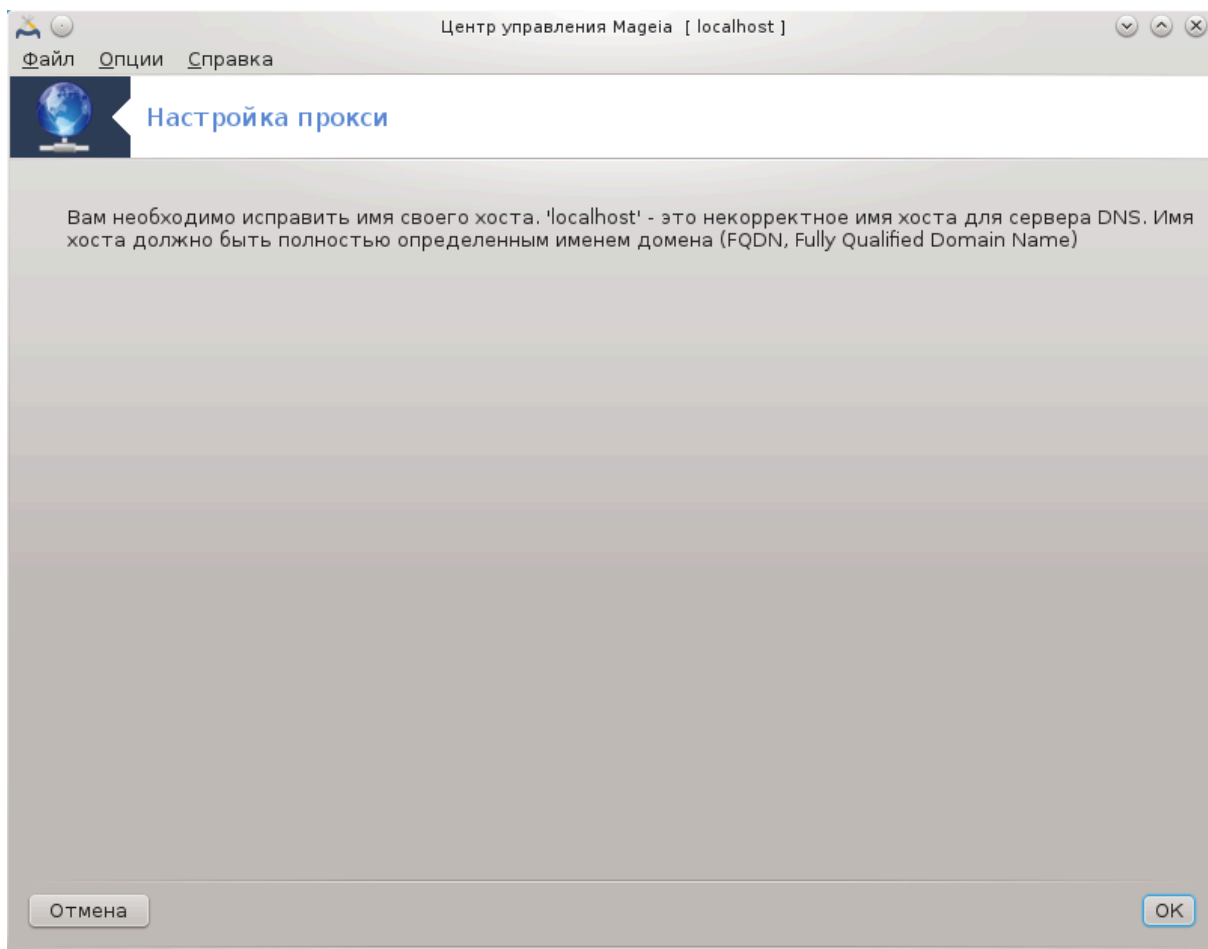 Центр управления Mageia [ localhost ]
Файл Опции Справка
Настройка прокси
Вам необходимо исправить имя своего хоста. 'localhost' - это некорректное имя хоста для сервера DNS. Имя
хоста должно быть полностью определенным именем домена (FQDN, Fully Qualified Domain Name)
Отмена OK